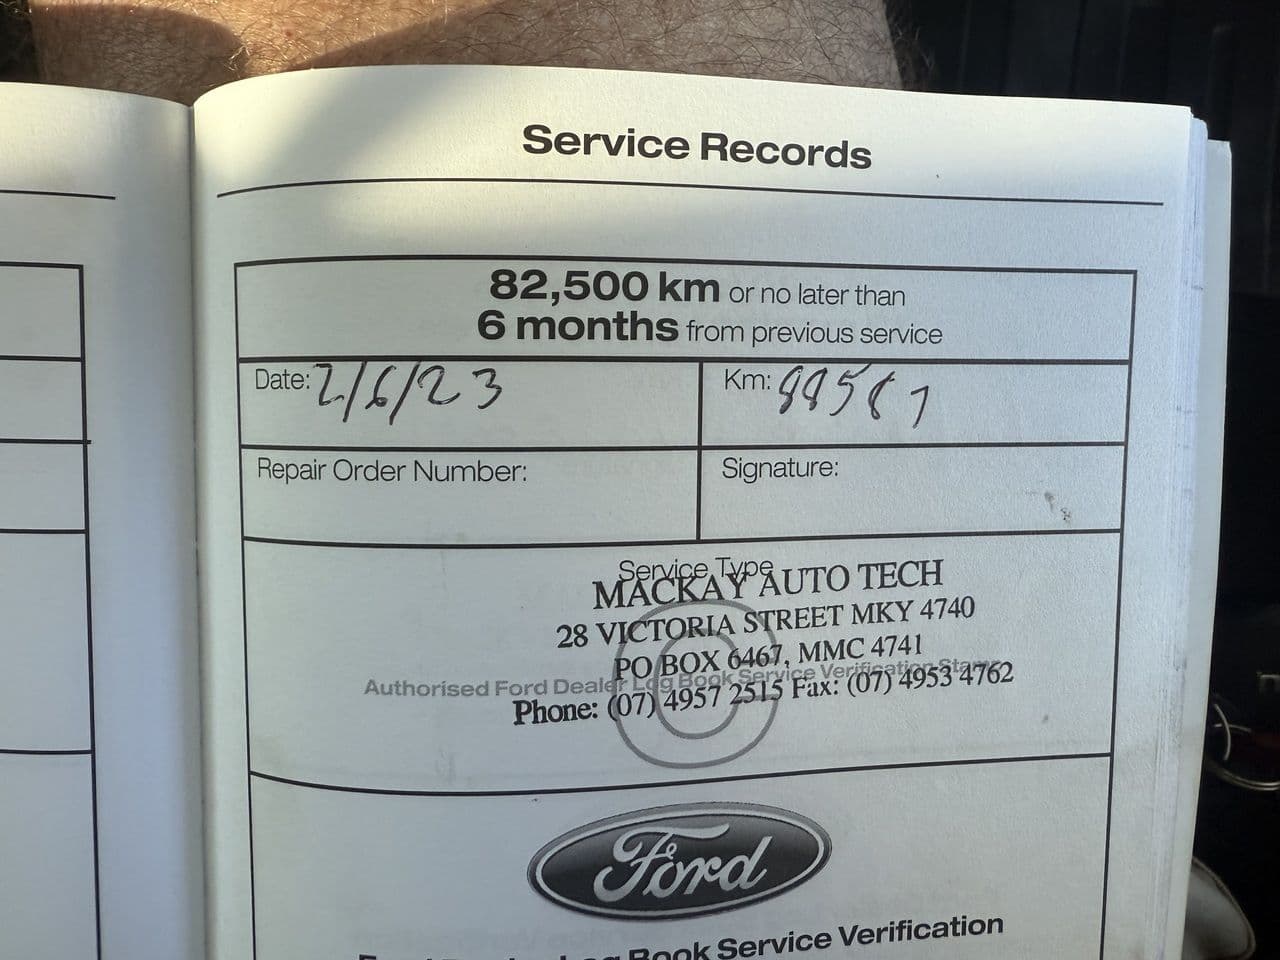 Service Records
82,500 km or no later than
6 months from previous service
Date: 2/6/23
Km:
Repair Order Number:
Signature:
Service Type
MACKAY AUTO TECH
28 VICTORIA STREET MKY 4740
PO BOX 6467, MMC 4741
Authorised Ford Dealer Log Book Service Verification Stamp
Phone: (07) 4957 2515 Fax: (07) 4953 4762
Ford
Book Service Verification